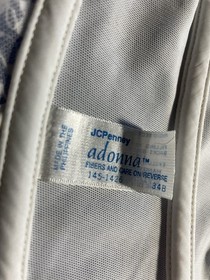 MADE IN THE
PHILIPPINES
JCPenney
adonna™
FIBERS AND CARE ON REVERSE
34B